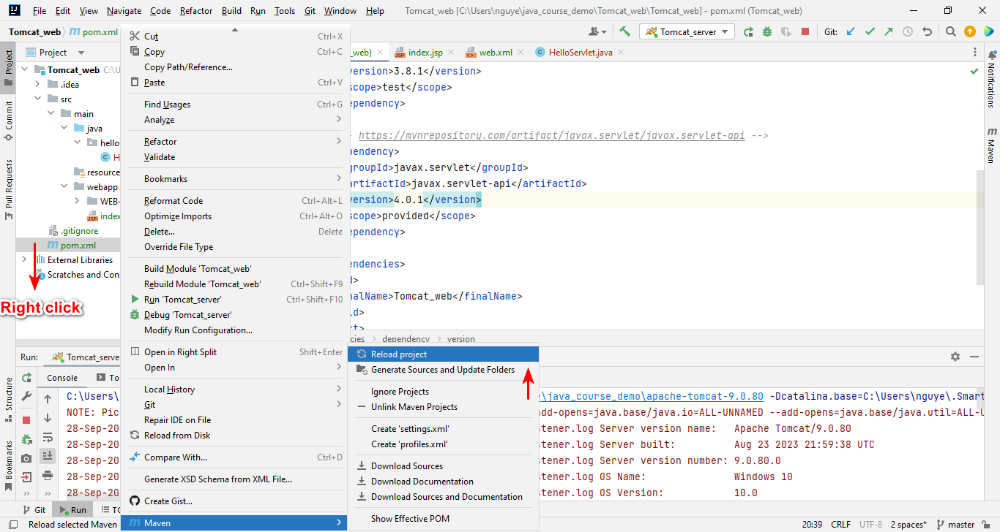 File Edit View Navigate Code Refactor Build Run Tools Git Window Help Tomcat_web [C:\Users\nguye\java_course_demo\Tomcat_web\Tomcat_web] - pom.xml (Tomcat_web)
Tomcat_web pom.xml
Tomcat_server
Git:
Project
_web)
index.jsp
web.xml
HelloServlet.java
Project
Commit
Pull Requests
Structure
Bookmarks
Tomcat_web C:\U
.idea
src
main
java
hello
H
resource
webapp
WEB-
index
.gitignore
pom.xml
External Libraries
Scratches and Con
Right click
Cut Ctrl+X
Copy Ctrl+C
Copy Path/Reference...
Paste Ctrl+V
Find Usages Ctrl+G
Analyze
Refactor
Validate
Bookmarks
Reformat Code Ctrl+Alt+L
Optimize Imports Ctrl+Alt+O
Delete... Delete
Override File Type
Build Module 'Tomcat_web'
Rebuild Module 'Tomcat_web' Ctrl+Shift+F9
Run 'Tomcat_server' Ctrl+Shift+F10
Debug 'Tomcat_server'
Modify Run Configuration...
Open in Right Split Shift+Enter
Open In
Local History
Git
Repair IDE on File
Reload from Disk
Compare With... Ctrl+D
Generate XSD Schema from XML File...
Create Gist...
Maven
version>3.8.1</version>
scope>test</scope>
ependency>
- https://mvnrepository.com/artifact/javax.servlet/javax.servlet-api -->
pendency>
groupId>javax.servlet</groupId>
artifactId>javax.servlet-api</artifactId>
version>4.0.1</version>
scope>provided</scope>
ependency>
endencies>
d>
nalName>Tomcat_web</finalName>
ld>
ct>
cies dependency version
Notifications
Maven
Reload project
Generate Sources and Update Folders
Ignore Projects
Unlink Maven Projects
Create 'settings.xml'
Create 'profiles.xml'
Download Sources
Download Documentation
Download Sources and Documentation
Show Effective POM
Run: Tomcat_serve
Console To
C:\Users\
e\java_course_demo\apache-tomcat-9.0.80 -Dcatalina.base=C:\Users\nguye\.Smart
NOTE: Pic
add-opens=java.base/java.io=ALL-UNNAMED --add-opens=java.base/java.util=ALL-U
28-Sep-20
stener.log Server version name: Apache Tomcat/9.0.80
28-Sep-20
stener.log Server built: Aug 23 2023 21:59:38 UTC
28-Sep-20
stener.log Server version number: 9.0.80.0
28-Sep-20
stener.log OS Name: Windows 10
28-Sep-20
stener.log OS Version: 10.0
Git Run TO
Reload selected Maven
20:39 CRLF UTF-8 2 spaces* master